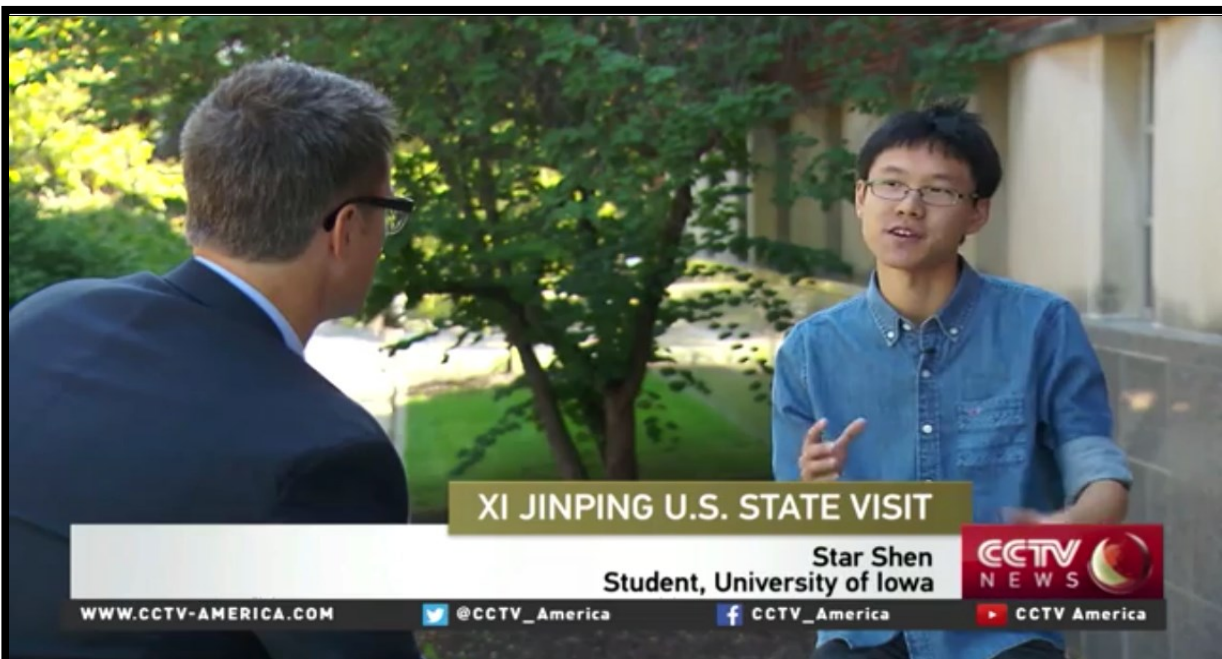 XI JINPING U.S. STATE VISIT
Star Shen
Student, University of Iowa
CCTV
NEWS
WWW.CCTV-AMERICA.COM @CCTV_America CCTV_America CCTV America